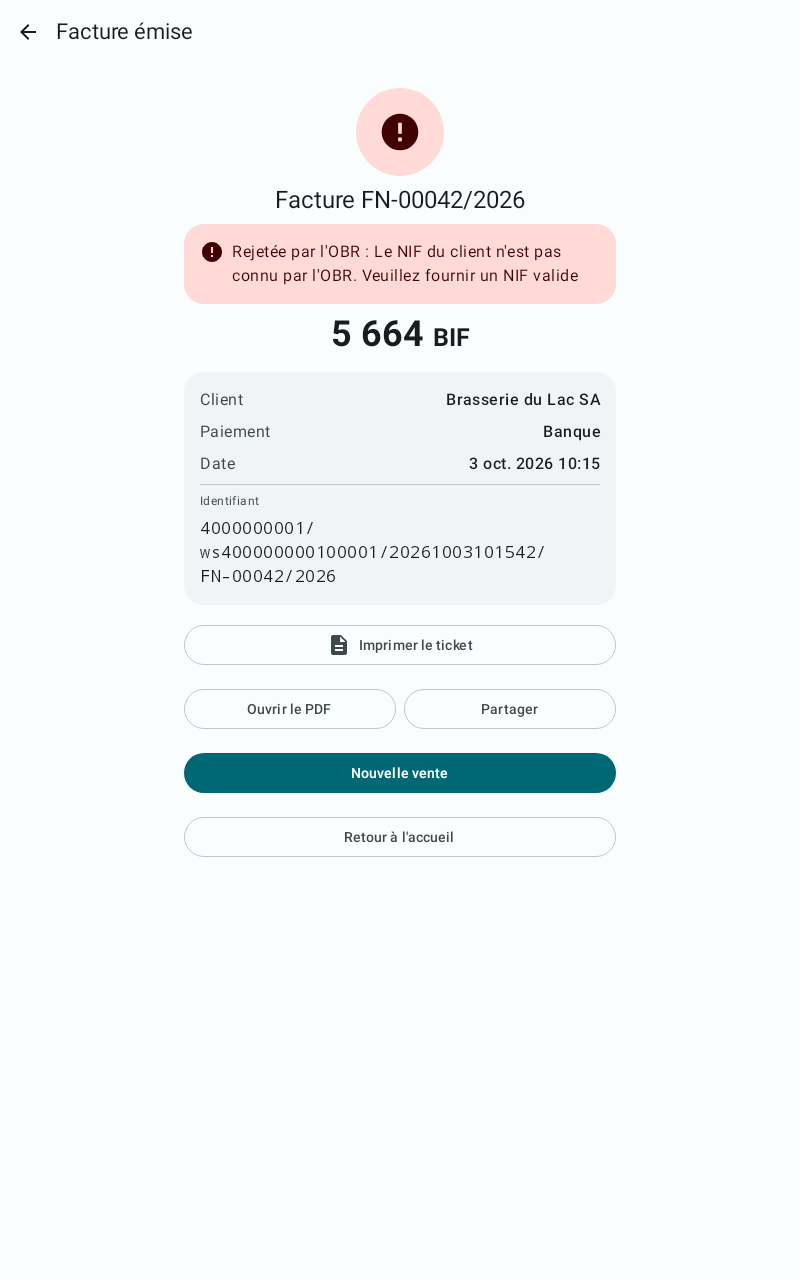 Facture émise
Facture FN-00042/2026
Rejetée par l'OBR : Le NIF du client n'est pas
connu par l'OBR. Veuillez fournir un NIF valide
5 664 BIF
Client Brasserie du Lac SA
Paiement Banque
Date 3 oct. 2026 10:15
Identifiant
4000000001/
ws400000000100001/20261003101542/
FN-00042/2026
Imprimer le ticket
Ouvrir le PDF Partager
Nouvelle vente
Retour à l'accueil